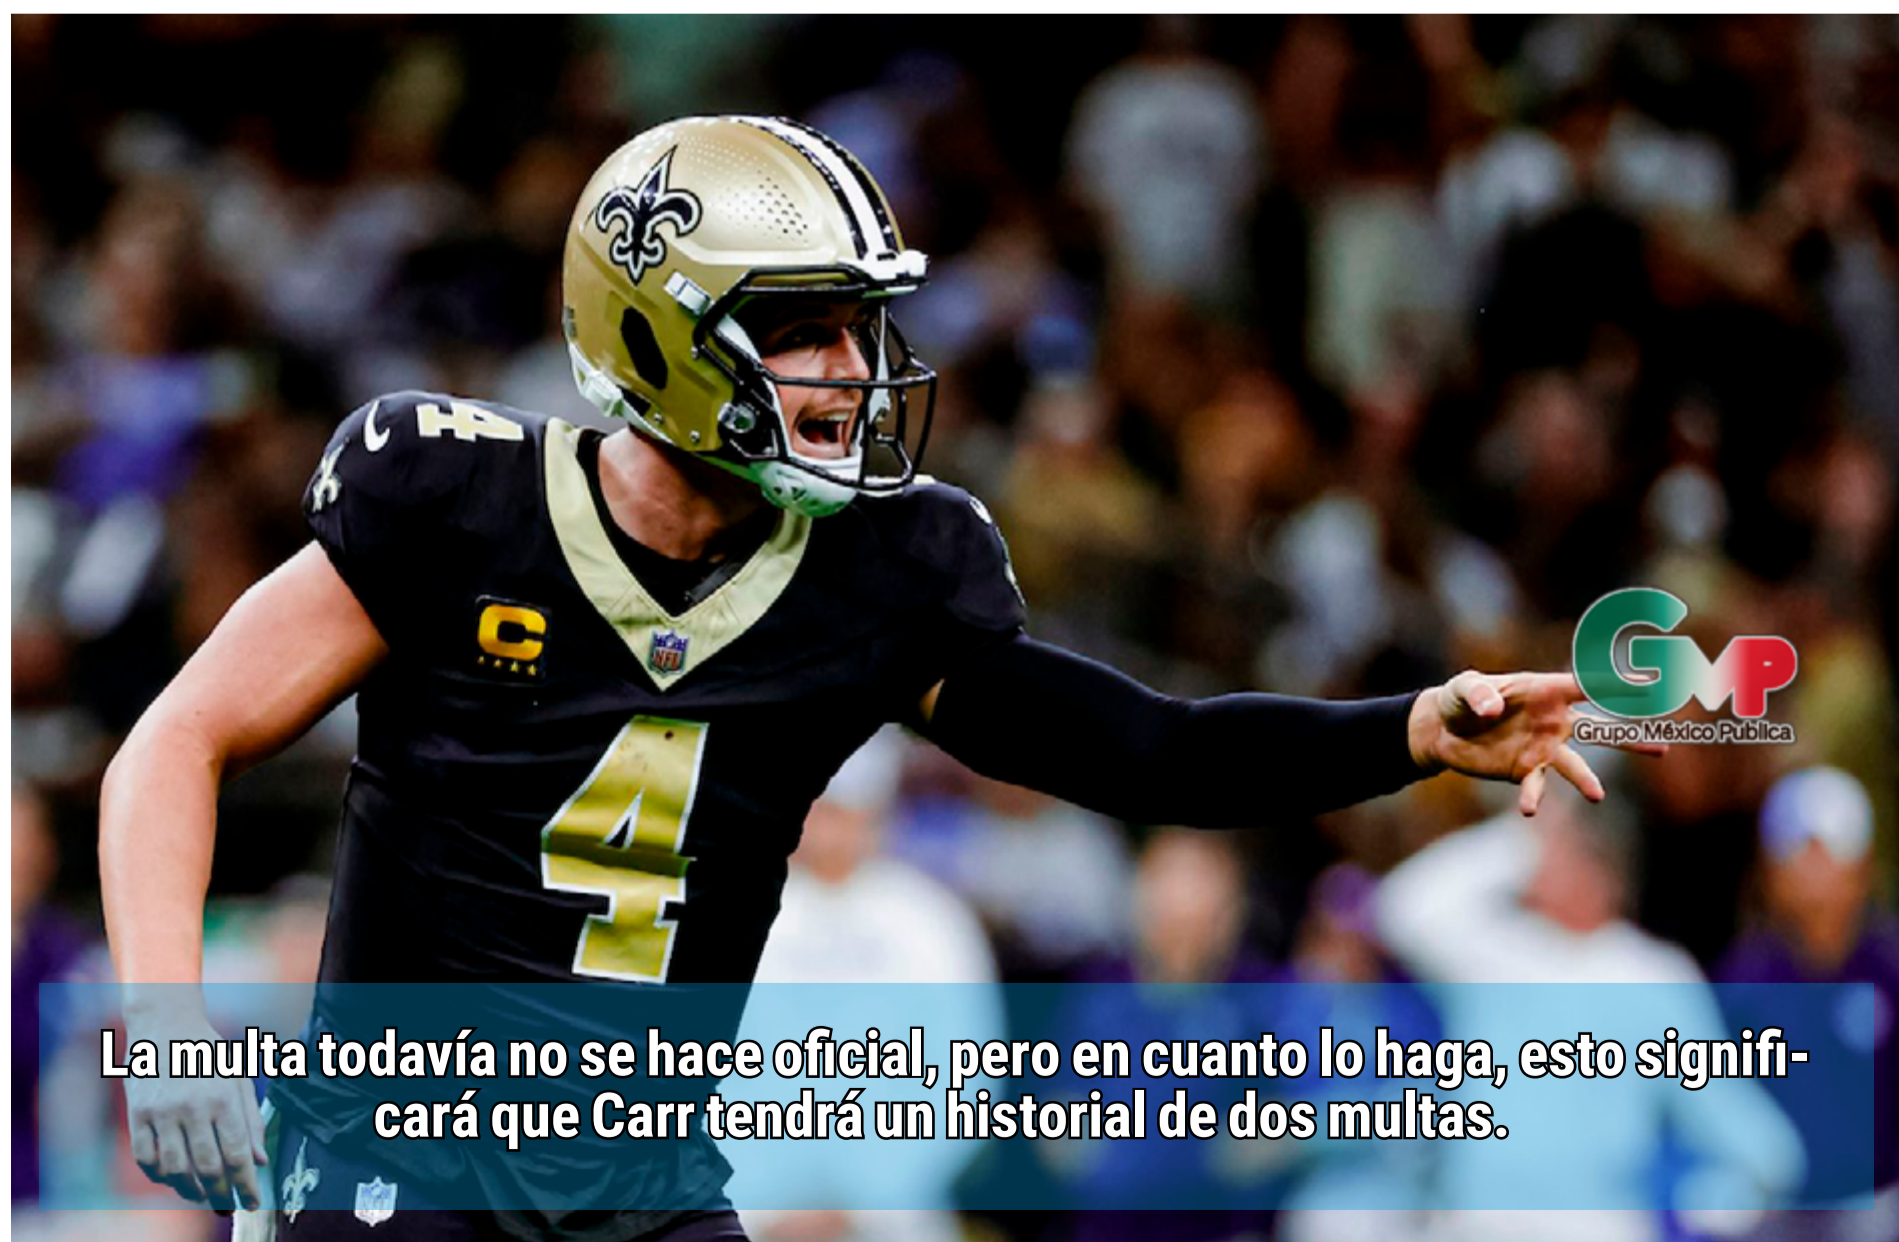 4
C
NFL
4
GMP
Grupo México Publica
La multa todavía no se hace oficial, pero en cuanto lo haga, esto signifi-
cará que Carr tendrá un historial de dos multas.